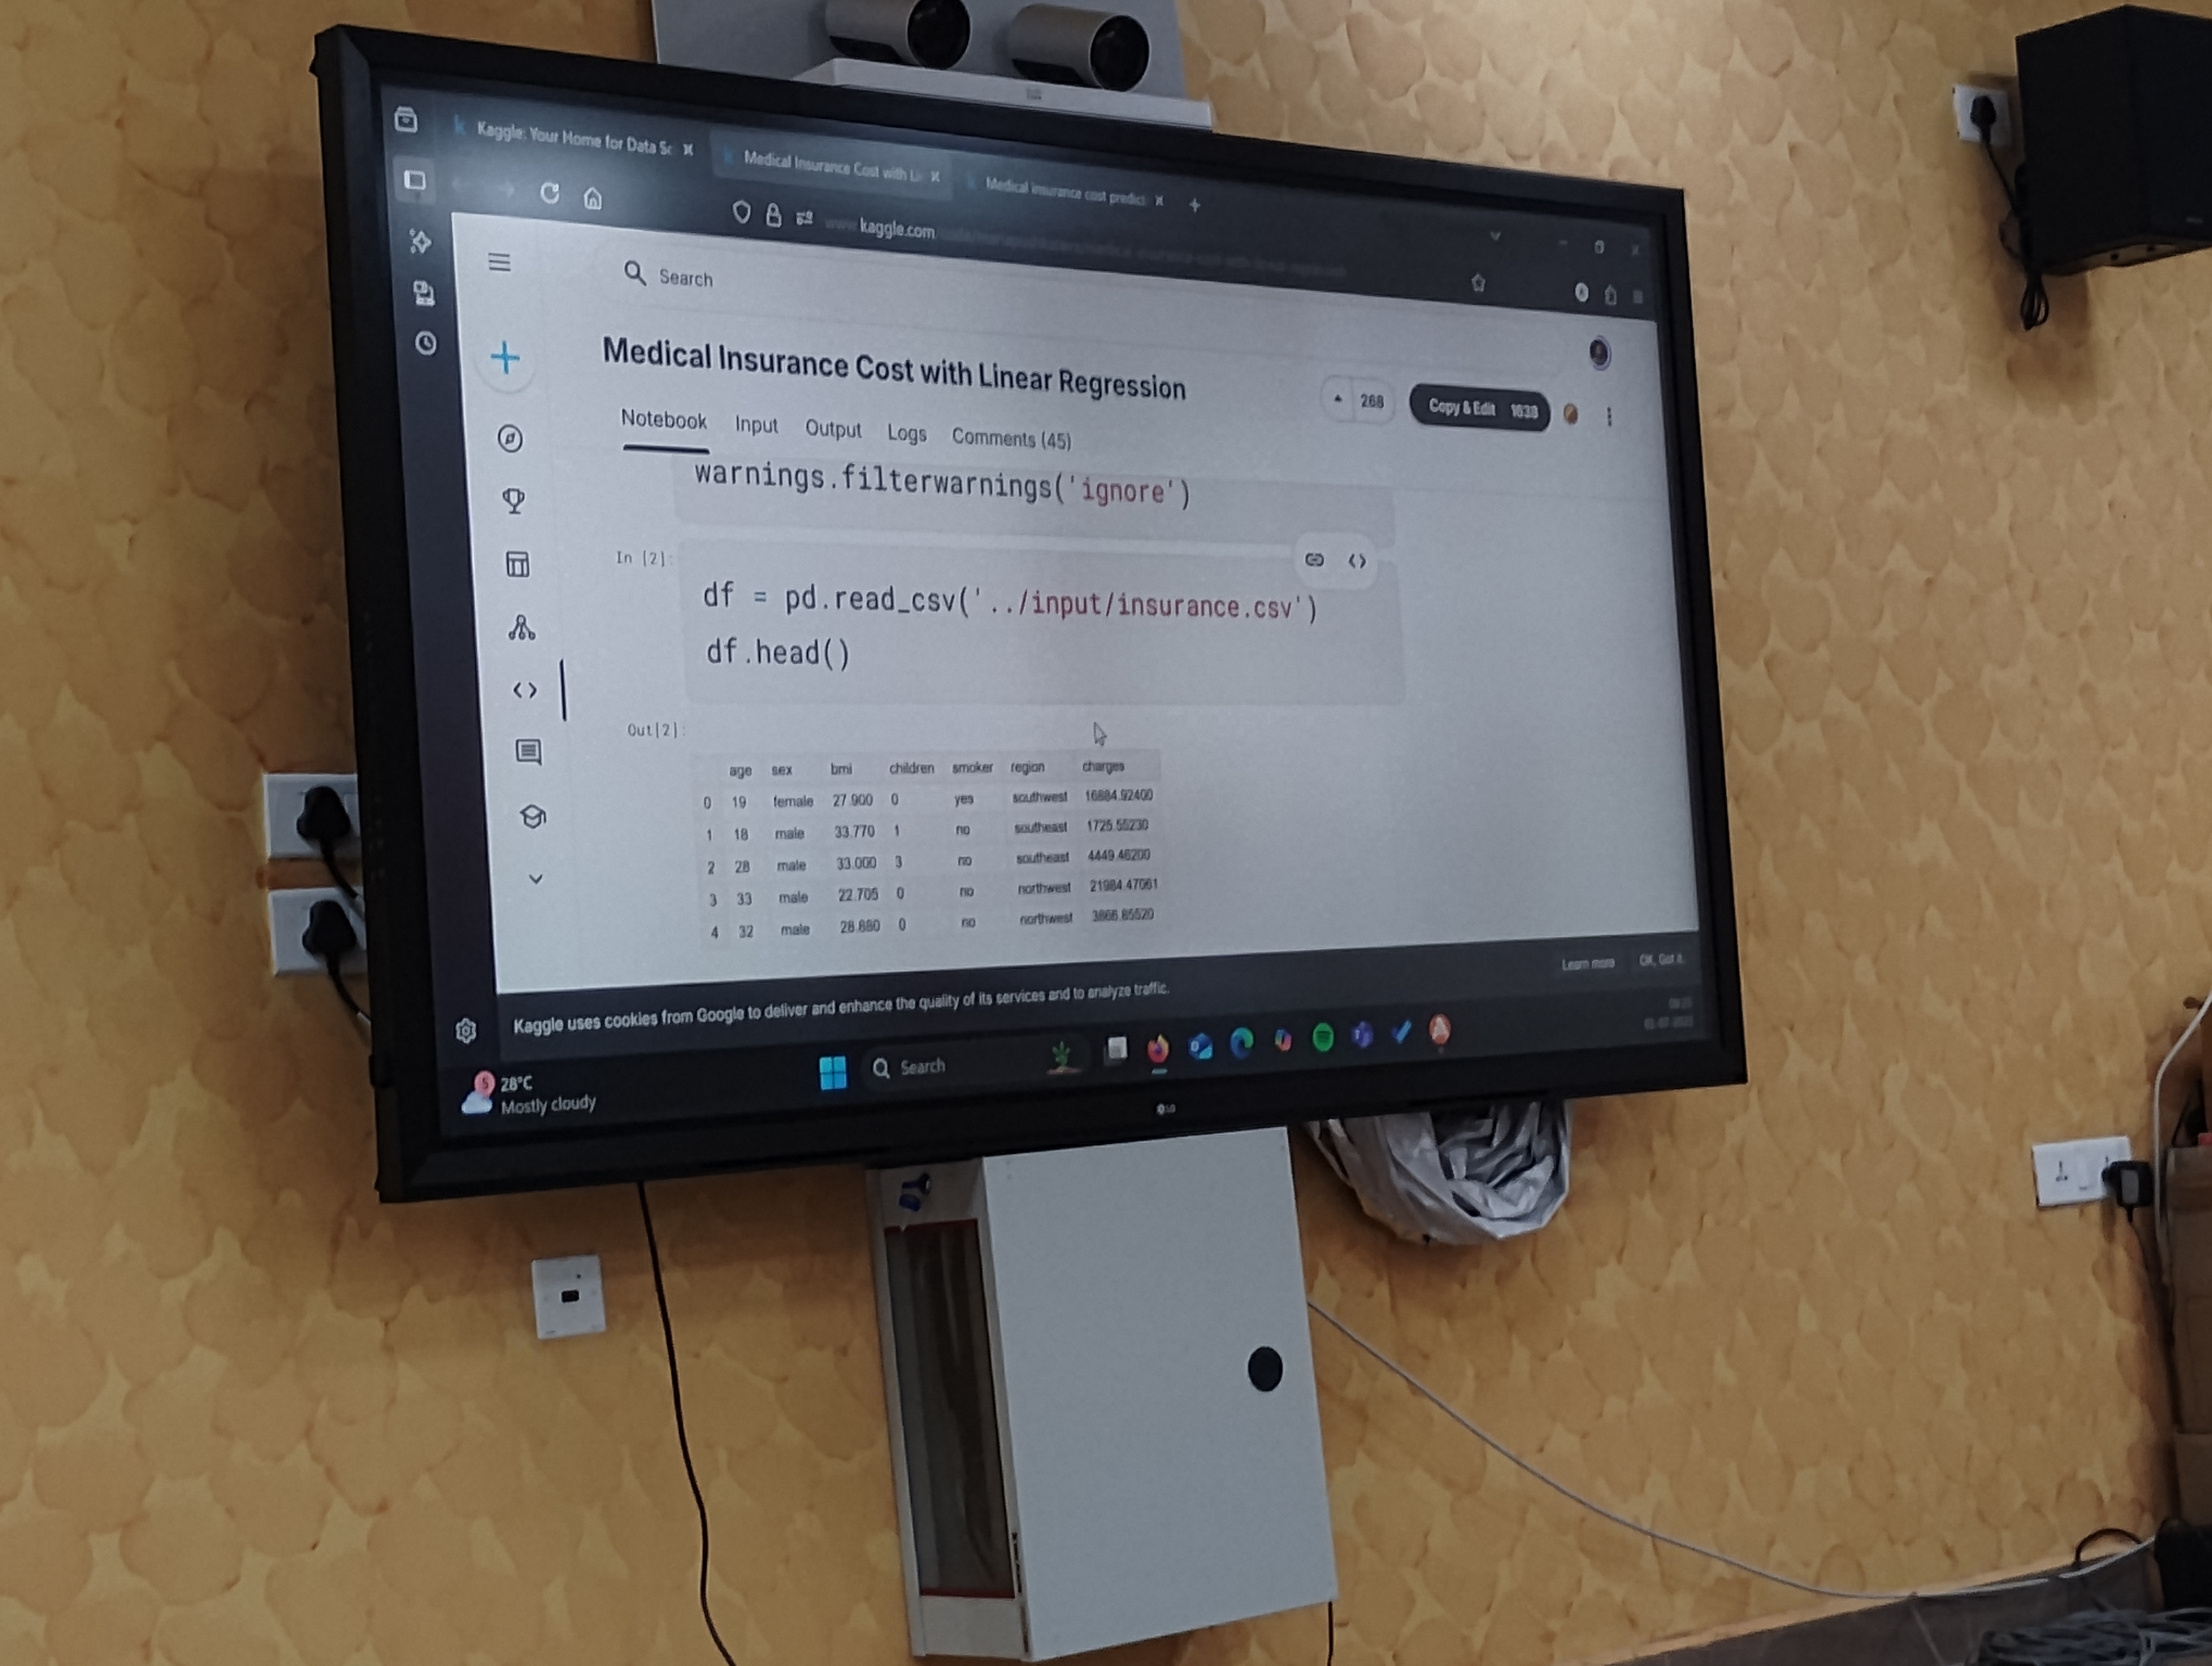 Kaggle: Your Home for Data Sc
Medical Insurance Cost with Li
Medical insurance cost predict
kaggle.com
Search
Medical Insurance Cost with Linear Regression
268
Copy & Edit 1638
Notebook Input Output Logs Comments (45)
warnings.filterwarnings('ignore')
In [2]:
df = pd.read_csv('../input/insurance.csv')
df.head()
Out[2]:
age sex bmi children smoker region charges
0 19 female 27.900 0 yes southwest 16884.92400
1 18 male 33.770 1 no southeast 1725.55230
2 28 male 33.000 3 no southeast 4449.46200
3 33 male 22.705 0 no northwest 21984.47061
4 32 male 28.880 0 no northwest 3866.85520
Kaggle uses cookies from Google to deliver and enhance the quality of its services and to analyze traffic.
Learn more OK, Got it.
5
28°C
Mostly cloudy
Search
LG